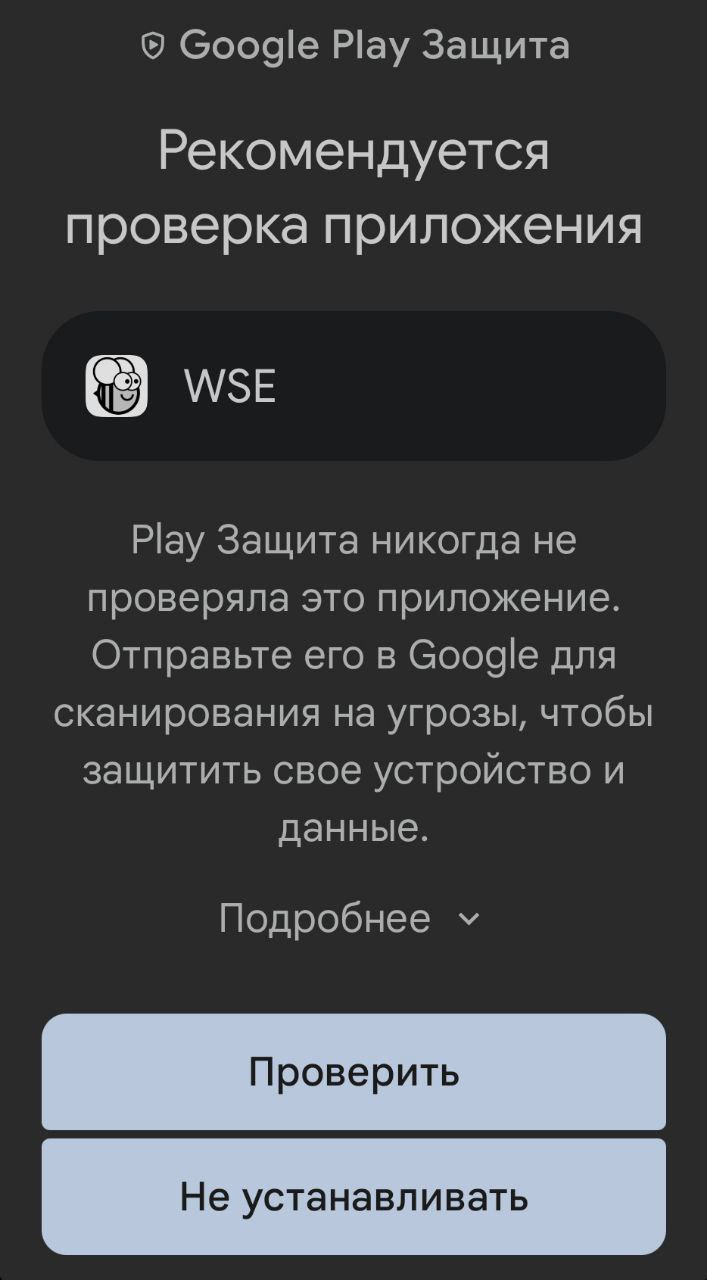 Google Play Защита
Рекомендуется
проверка приложения
WSE
Play Защита никогда не
проверяла это приложение.
Отправьте его в Google для
сканирования на угрозы, чтобы
защитить свое устройство и
данные.
Подробнее
Проверить
Не устанавливать